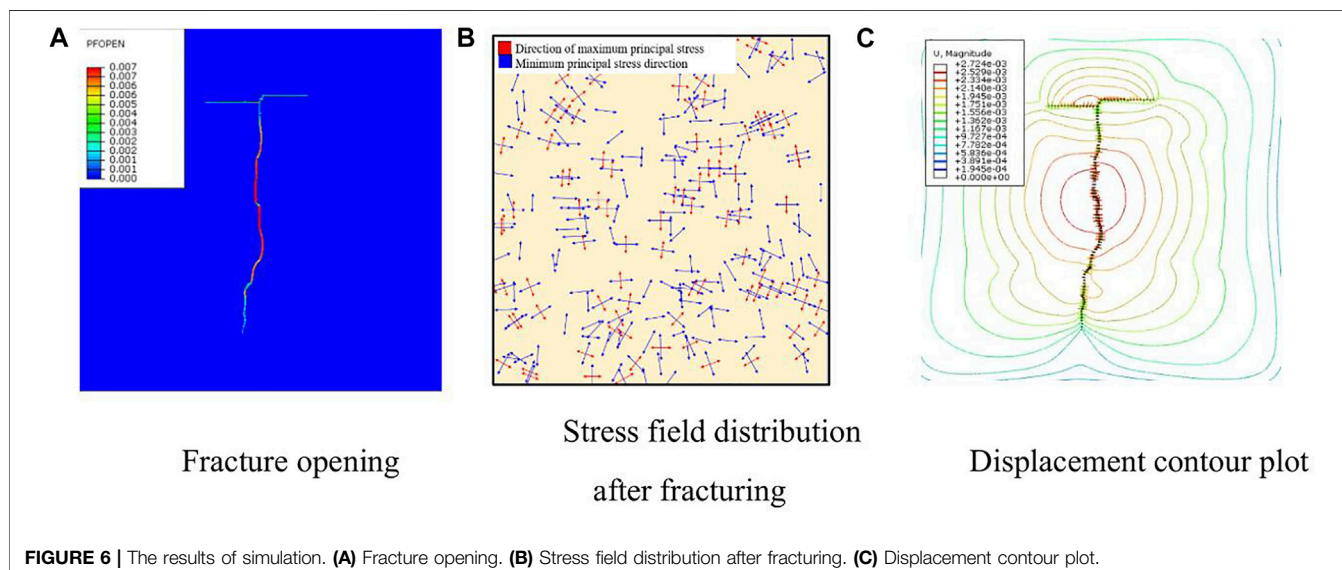 A
PFOPEN
0.007
0.007
0.006
0.006
0.005
0.004
0.004
0.003
0.002
0.002
0.001
0.001
0.000
B
Direction of maximum principal stress
Minimum principal stress direction
C
U, Magnitude
+2.724e-03
+2.529e-03
+2.334e-03
+2.140e-03
+1.945e-03
+1.751e-03
+1.556e-03
+1.362e-03
+1.167e-03
+9.727e-04
+7.782e-04
+5.836e-04
+3.891e-04
+1.945e-04
+0.000e+00
Fracture opening
Stress field distribution
after fracturing
Displacement contour plot
FIGURE 6 | The results of simulation. (A) Fracture opening. (B) Stress field distribution after fracturing. (C) Displacement contour plot.